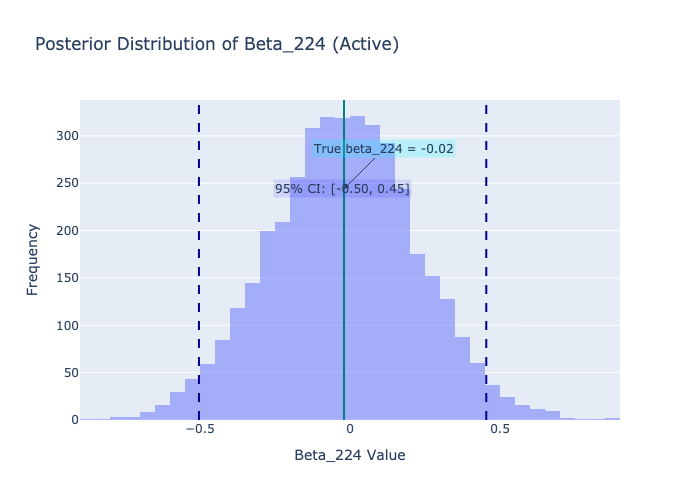 Posterior Distribution of Beta_224 (Active)
300
250
200
150
100
50
0
Frequency
True beta_224 = -0.02
95% CI: [-0.50, 0.45]
−0.5
0
0.5
Beta_224 Value